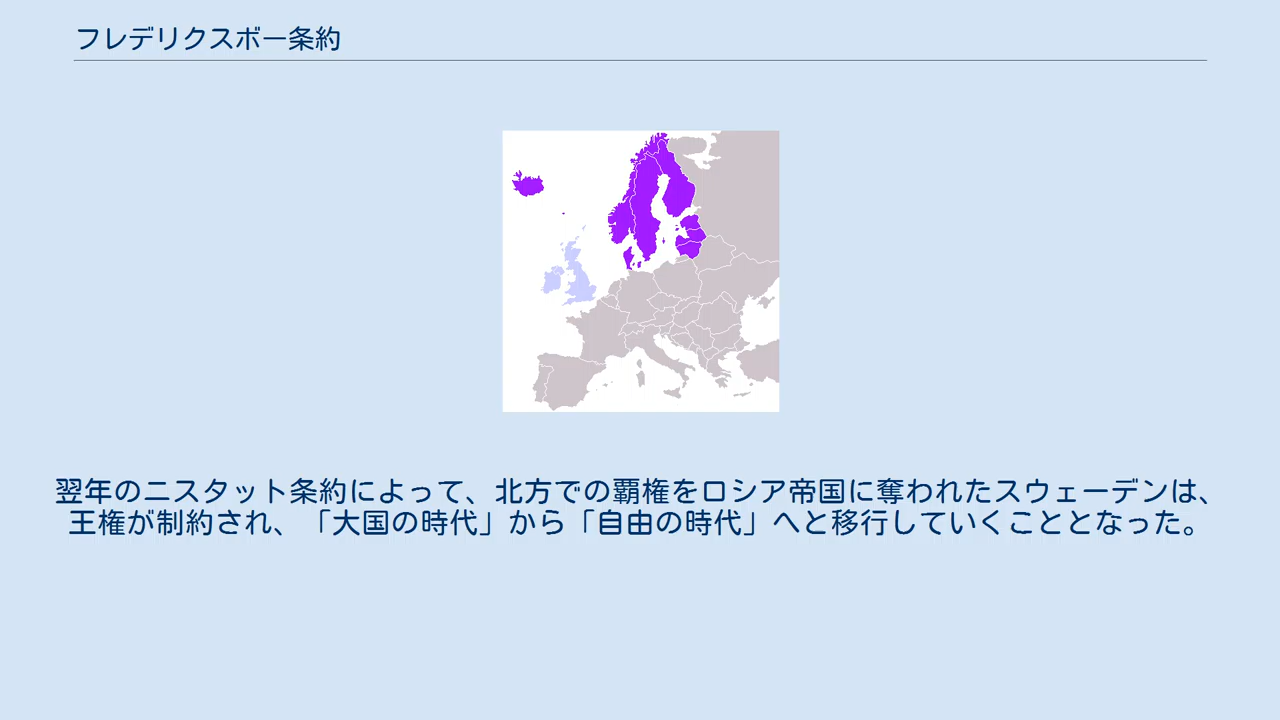 フレデリクスボー条約
翌年のニスタット条約によって、北方での覇権をロシア帝国に奪われたスウェーデンは、
王権が制約され、「大国の時代」から「自由の時代」へと移行していくこととなった。